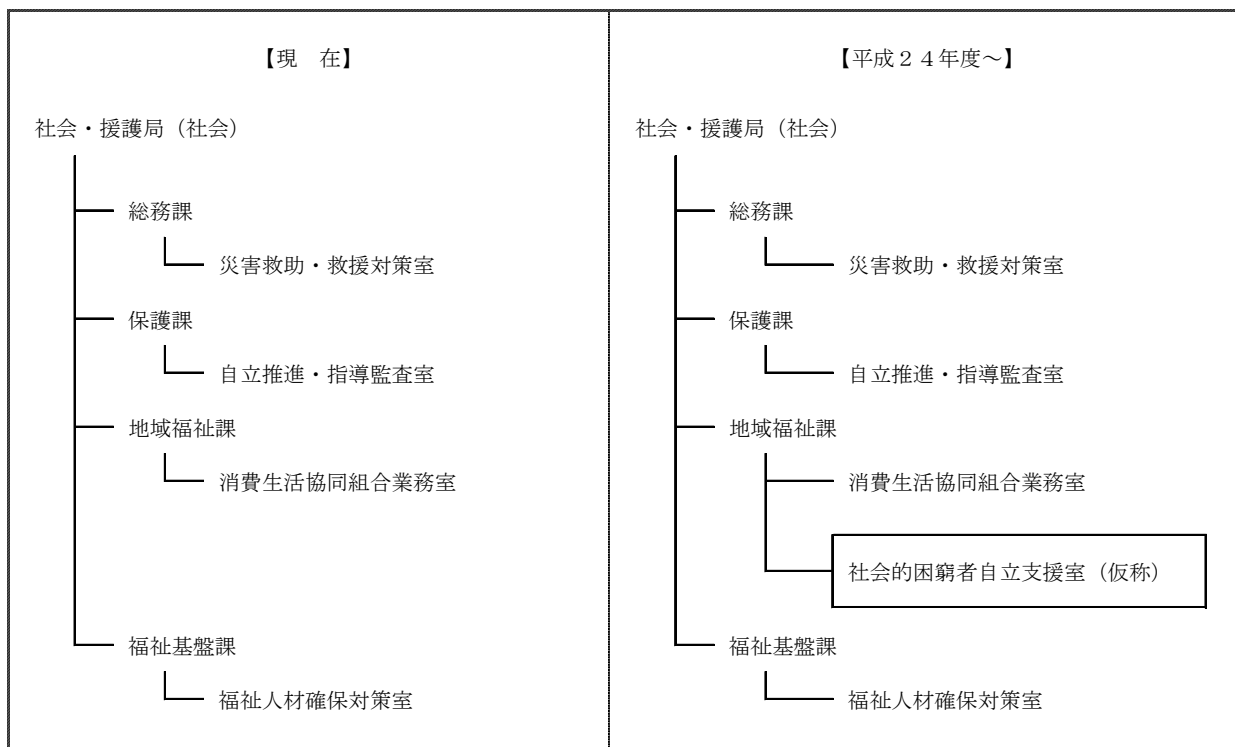 【現　在】
社会・援護局（社会）
総務課
災害救助・救援対策室
保護課
自立推進・指導監査室
地域福祉課
消費生活協同組合業務室
福祉基盤課
福祉人材確保対策室
【平成２４年度～】
社会・援護局（社会）
総務課
災害救助・救援対策室
保護課
自立推進・指導監査室
地域福祉課
消費生活協同組合業務室
社会的困窮者自立支援室（仮称）
福祉基盤課
福祉人材確保対策室